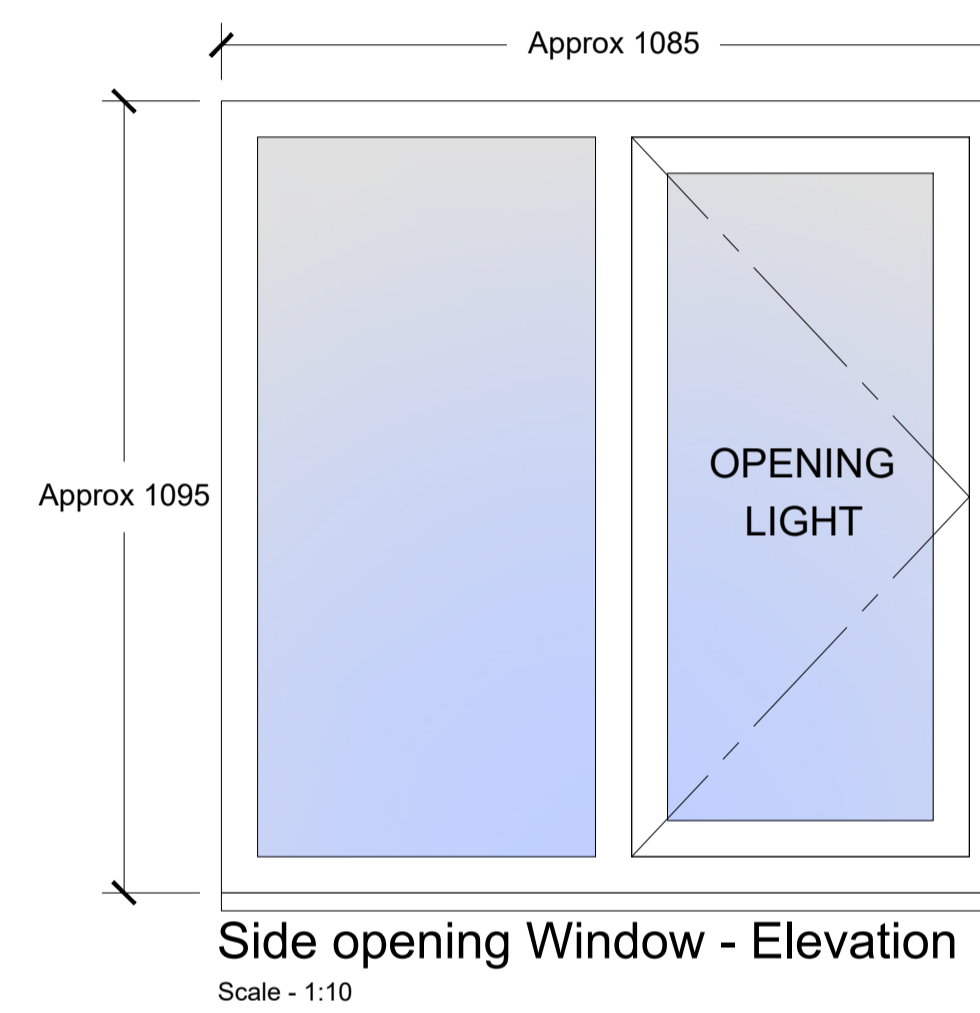 Approx 1085
Approx 1095
OPENING
LIGHT
Side opening Window - Elevation
Scale - 1:10